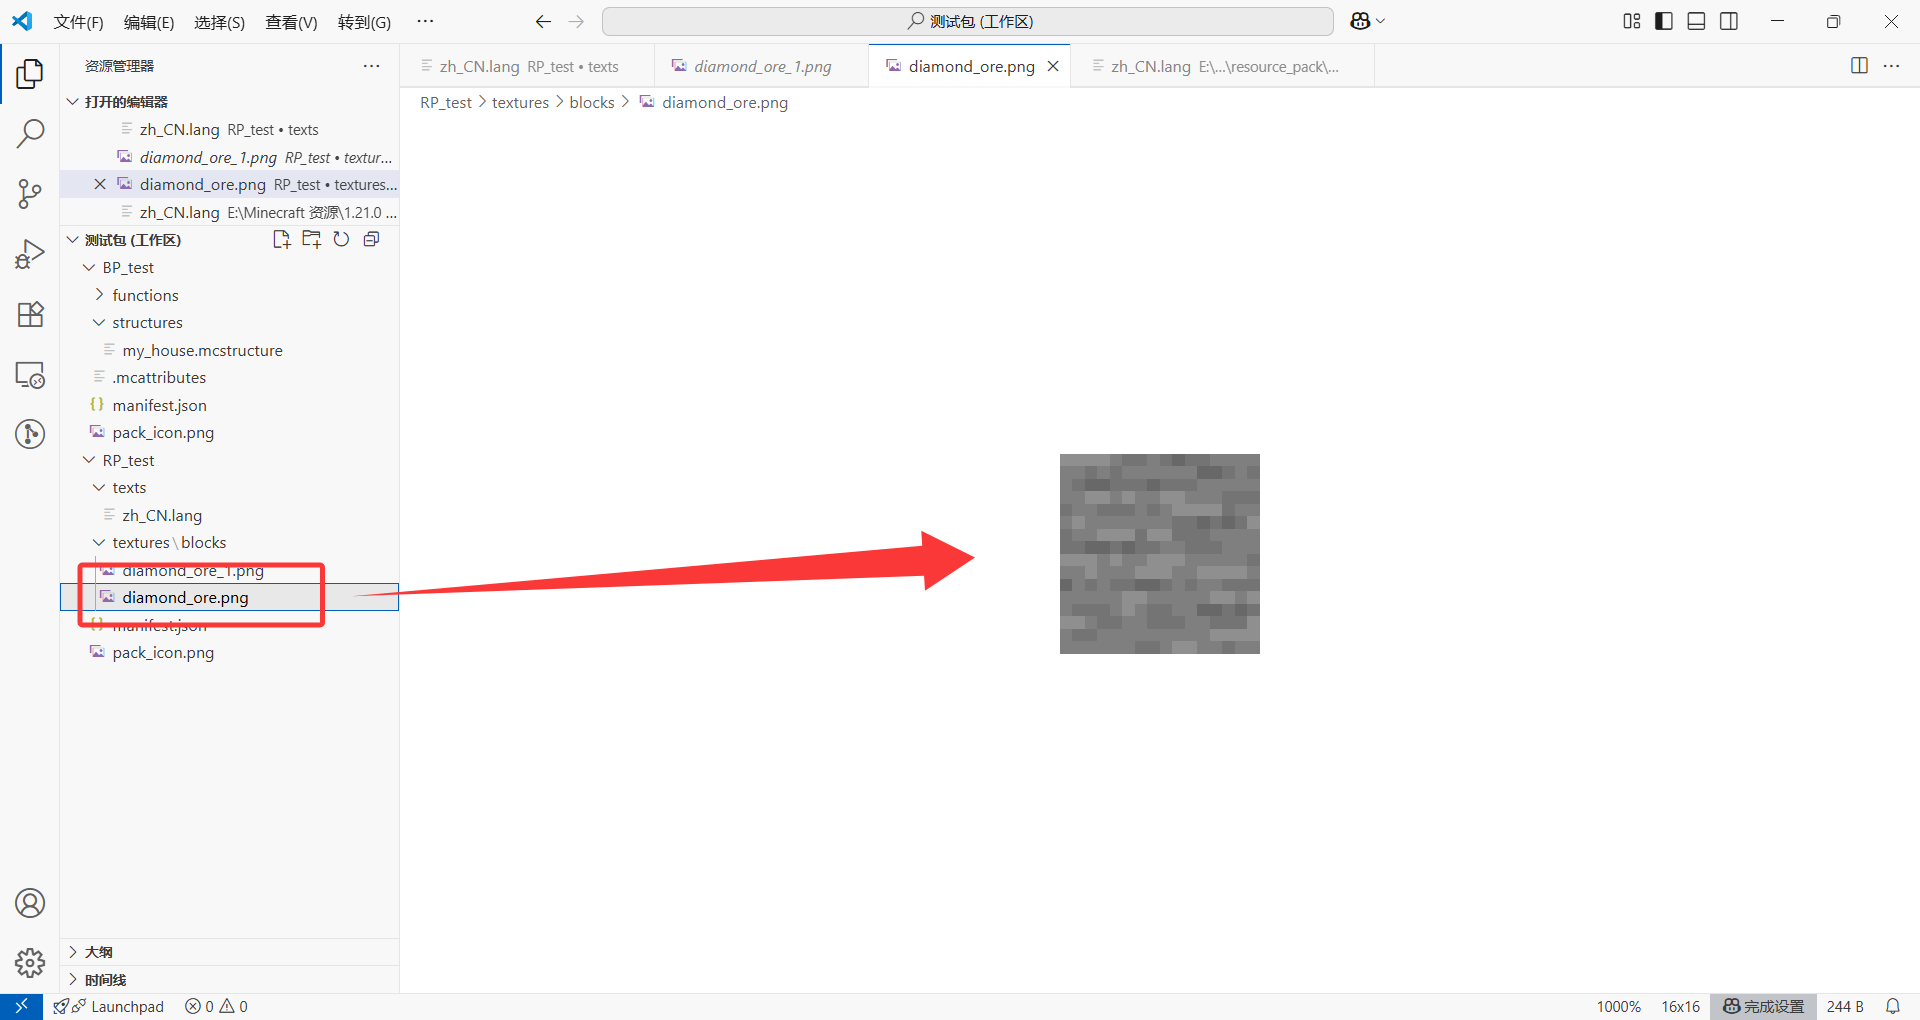 文件(F) 编辑(E) 选择(S) 查看(V) 转到(G) ···
测试包 (工作区)
资源管理器
zh_CN.lang RP_test • texts
diamond_ore_1.png
diamond_ore.png
zh_CN.lang E:\...\resource_pack\...
RP_test > textures > blocks > diamond_ore.png
打开的编辑器
zh_CN.lang RP_test • texts
diamond_ore_1.png RP_test • textur...
diamond_ore.png RP_test • textures...
zh_CN.lang E:\Minecraft 资源\1.21.0 ...
测试包 (工作区)
BP_test
functions
structures
my_house.mcstructure
.mcattributes
manifest.json
pack_icon.png
RP_test
texts
zh_CN.lang
textures\blocks
diamond_ore_1.png
diamond_ore.png
manifest.json
pack_icon.png
大纲
时间线
Launchpad 0 0
1000% 16x16 完成设置 244 B